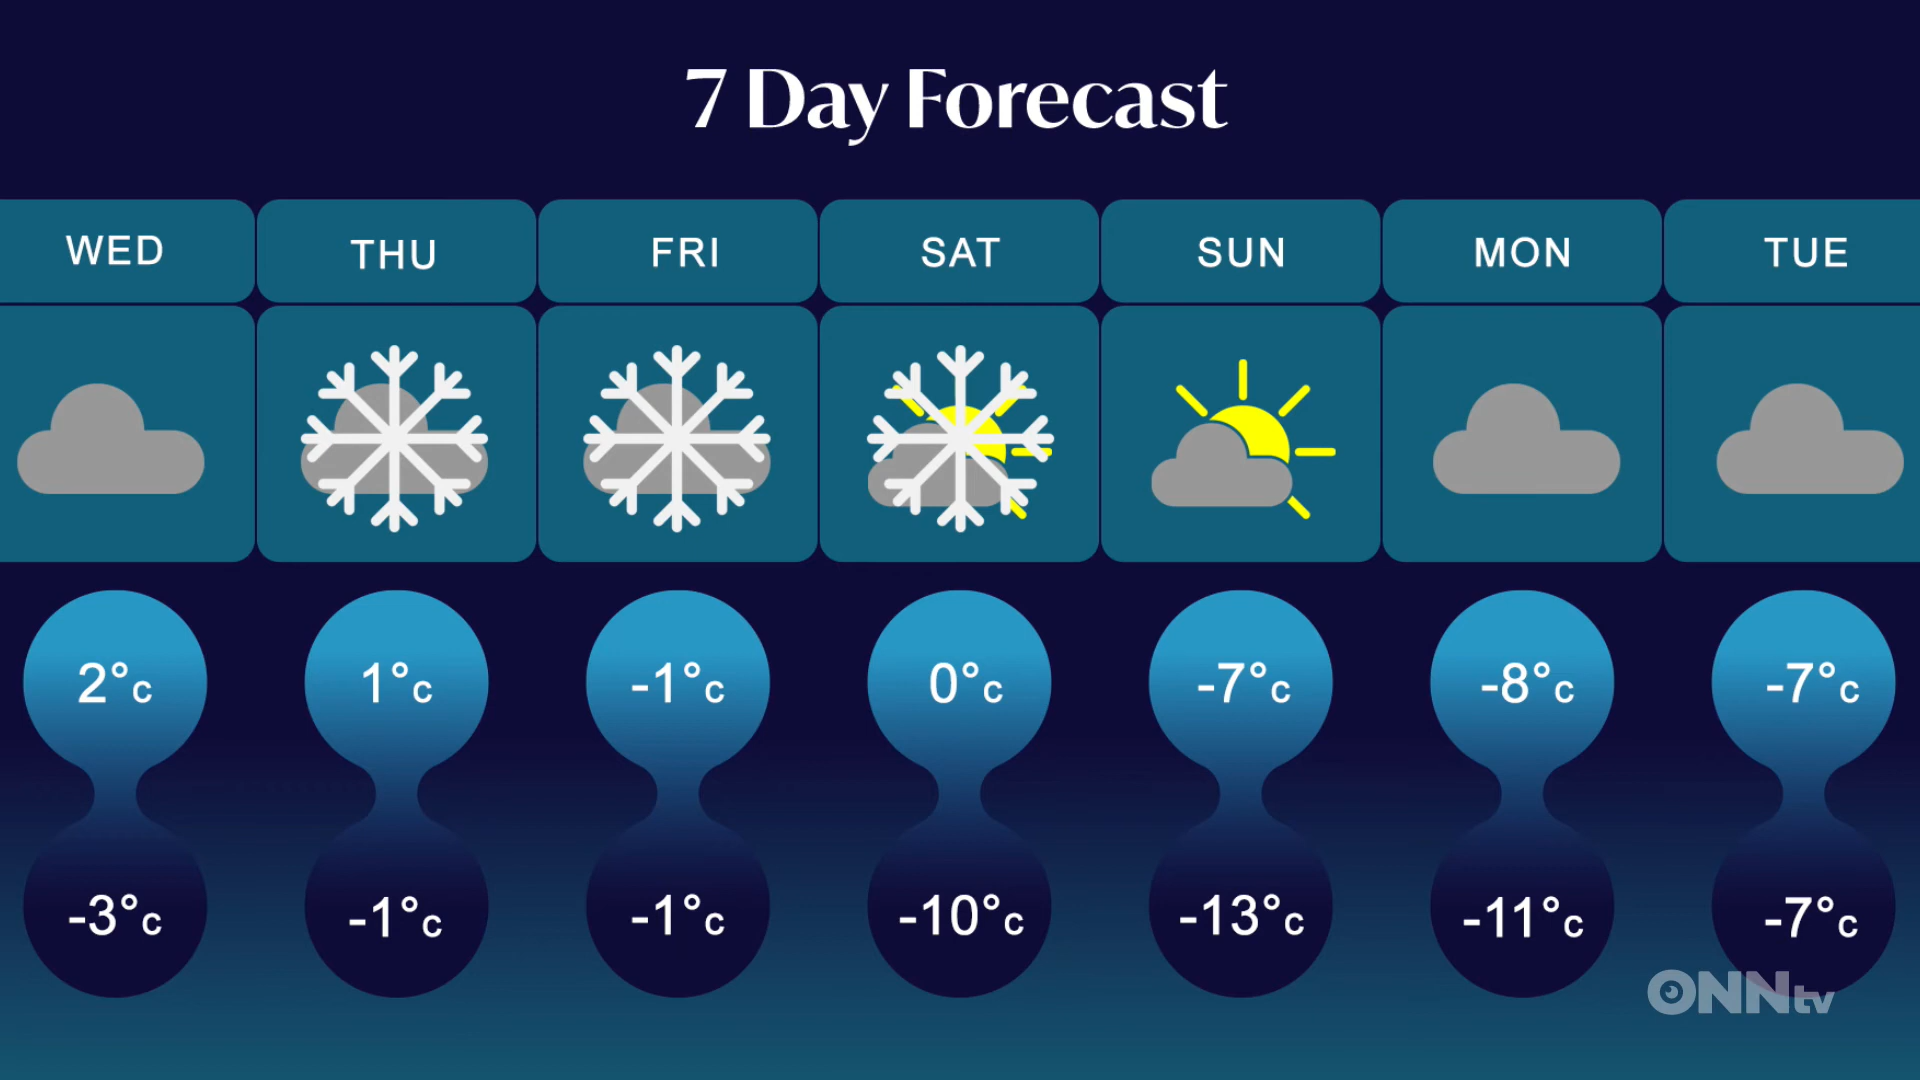 7 Day Forecast
WED THU FRI SAT SUN MON TUE
2°c 1°c -1°c 0°c -7°c -8°c -7°c
-3°c -1°c -1°c -10°c -13°c -11°c -7°c
ONNtv